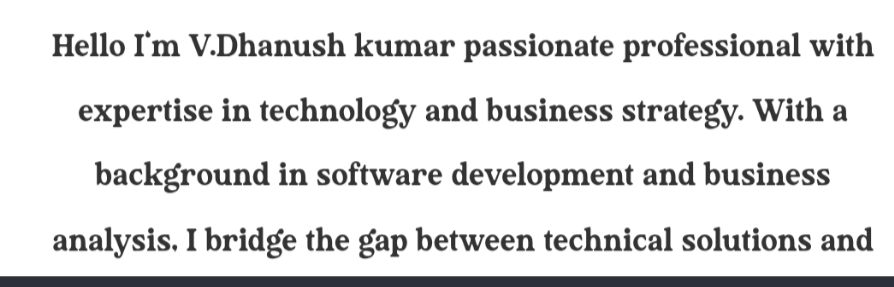 Hello I'm V.Dhanush kumar passionate professional with
expertise in technology and business strategy. With a
background in software development and business
analysis. I bridge the gap between technical solutions and